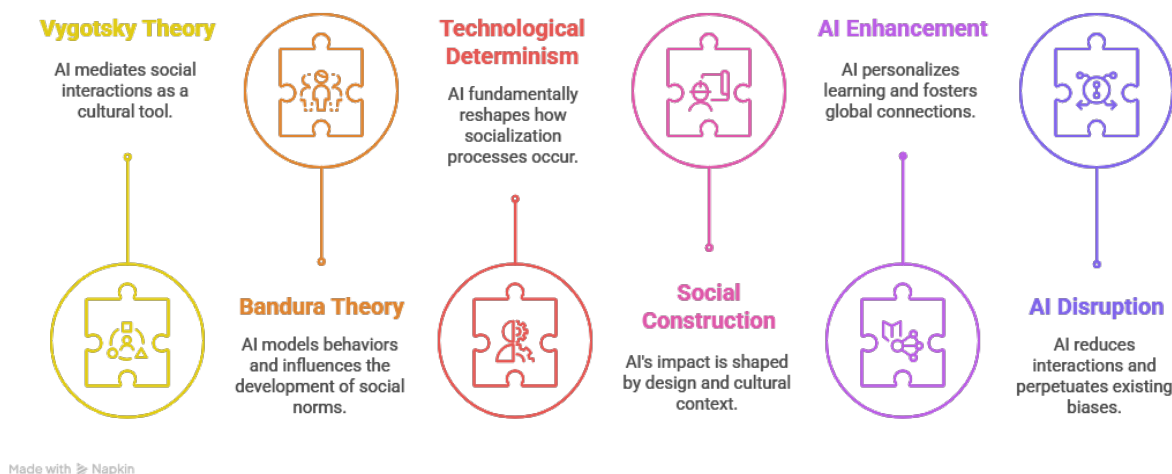 Vygotsky Theory
AI mediates social
interactions as a
cultural tool.
Bandura Theory
AI models behaviors
and influences the
development of social
norms.
Technological
Determinism
AI fundamentally
reshapes how
socialization
processes occur.
Social
Construction
AI's impact is shaped
by design and cultural
context.
AI Enhancement
AI personalizes
learning and fosters
global connections.
AI Disruption
AI reduces
interactions and
perpetuates existing
biases.
Made with Napkin